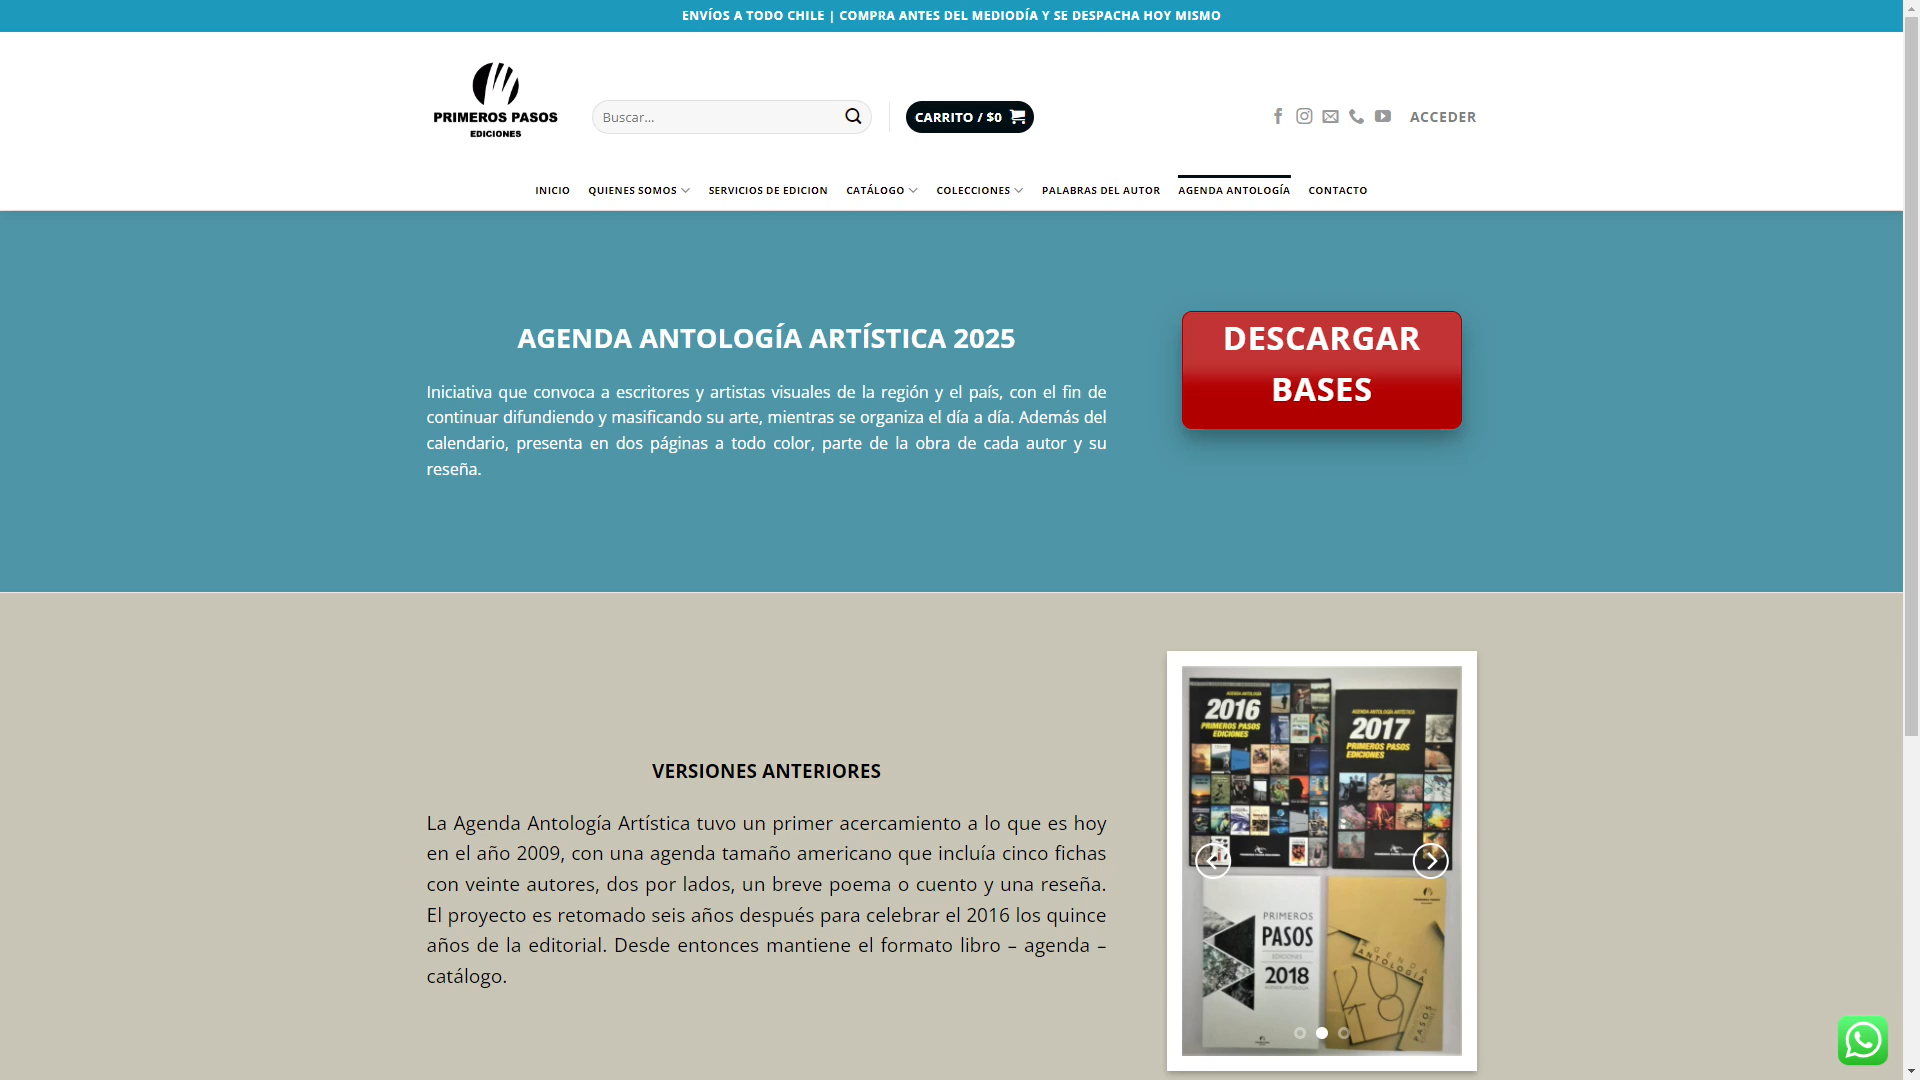 ENVÍOS A TODO CHILE | COMPRA ANTES DEL MEDIODÍA Y SE DESPACHA HOY MISMO
PRIMEROS PASOS
EDICIONES
Buscar...
CARRITO / $0
ACCEDER
INICIO
QUIENES SOMOS
SERVICIOS DE EDICION
CATÁLOGO
COLECCIONES
PALABRAS DEL AUTOR
AGENDA ANTOLOGÍA
CONTACTO
AGENDA ANTOLOGÍA ARTÍSTICA 2025
Iniciativa que convoca a escritores y artistas visuales de la región y el país, con el fin de
continuar difundiendo y masificando su arte, mientras se organiza el día a día. Además del
calendario, presenta en dos páginas a todo color, parte de la obra de cada autor y su
reseña.
DESCARGAR
BASES
VERSIONES ANTERIORES
La Agenda Antología Artística tuvo un primer acercamiento a lo que es hoy
en el año 2009, con una agenda tamaño americano que incluía cinco fichas
con veinte autores, dos por lados, un breve poema o cuento y una reseña.
El proyecto es retomado seis años después para celebrar el 2016 los quince
años de la editorial. Desde entonces mantiene el formato libro – agenda –
catálogo.
AGENDA ANTOLOGÍA
2016
PRIMEROS PASOS
EDICIONES
AGENDA ANTOLOGÍA ARTÍSTICA
2017
PRIMEROS PASOS
EDICIONES
PRIMEROS
PASOS
EDICIONES
2018
AGENDA ANTOLOGÍA
AGENDA
ANTOLOGÍA
PASOS